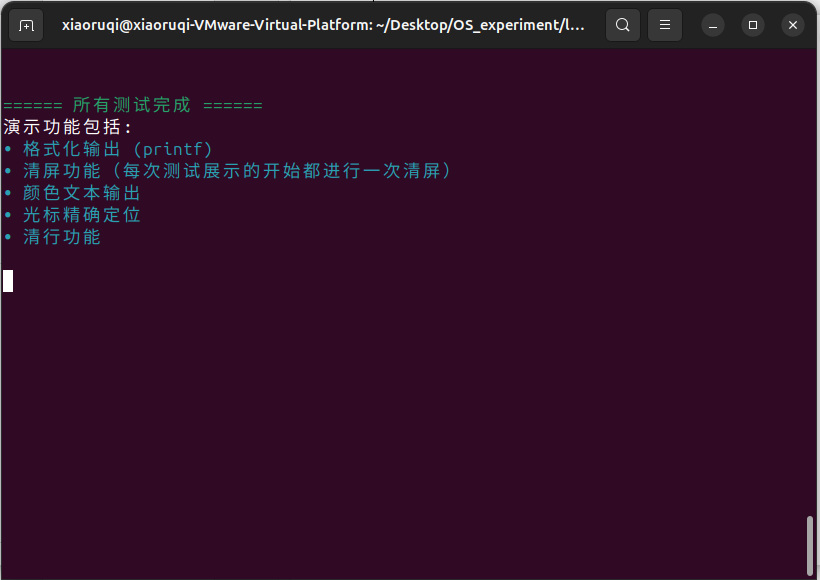 xiaoruqi@xiaoruqi-VMware-Virtual-Platform: ~/Desktop/OS_experiment/l...
====== 所有测试完成 ======
演示功能包括:
• 格式化输出 (printf)
• 清屏功能（每次测试展示的开始都进行一次清屏）
• 颜色文本输出
• 光标精确定位
• 清行功能